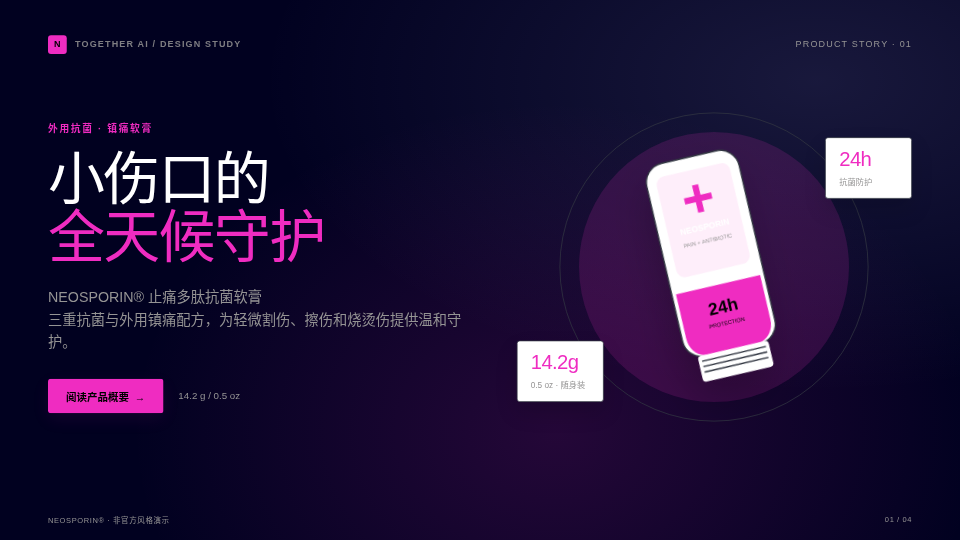 N TOGETHER AI / DESIGN STUDY
PRODUCT STORY · 01
外用抗菌 · 镇痛软膏
小伤口的
全天候守护
NEOSPORIN® 止痛多肽抗菌软膏
三重抗菌与外用镇痛配方，为轻微割伤、擦伤和烧烫伤提供温和守
护。
阅读产品概要 →
14.2 g / 0.5 oz
24h
抗菌防护
NEOSPORIN
PAIN + ANTIBIOTIC
24h
PROTECTION
14.2g
0.5 oz · 随身装
NEOSPORIN® · 非官方风格演示
01 / 04